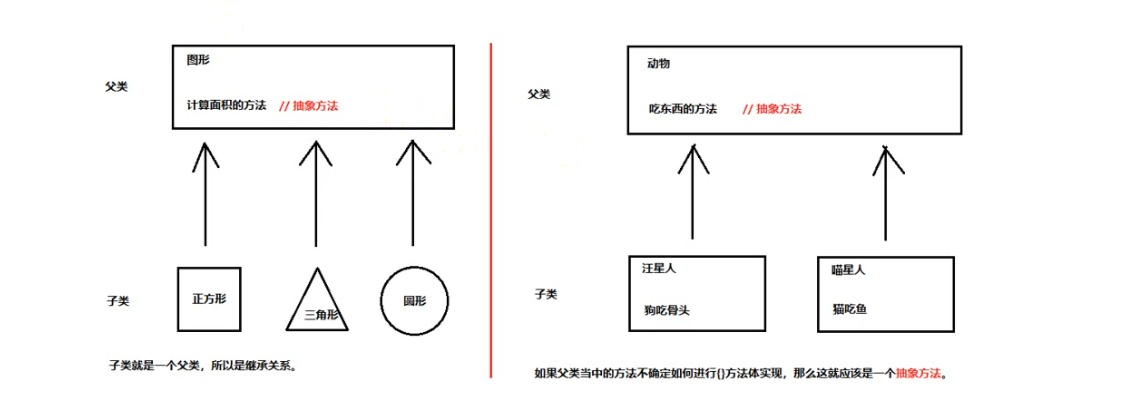 父类
图形
计算面积的方法 // 抽象方法
子类
正方形
三角形
圆形
子类就是一个父类，所以是继承关系。
父类
动物
吃东西的方法 // 抽象方法
子类
汪星人
狗吃骨头
喵星人
猫吃鱼
如果父类当中的方法不确定如何进行{}方法体实现，那么这就应该是一个抽象方法。